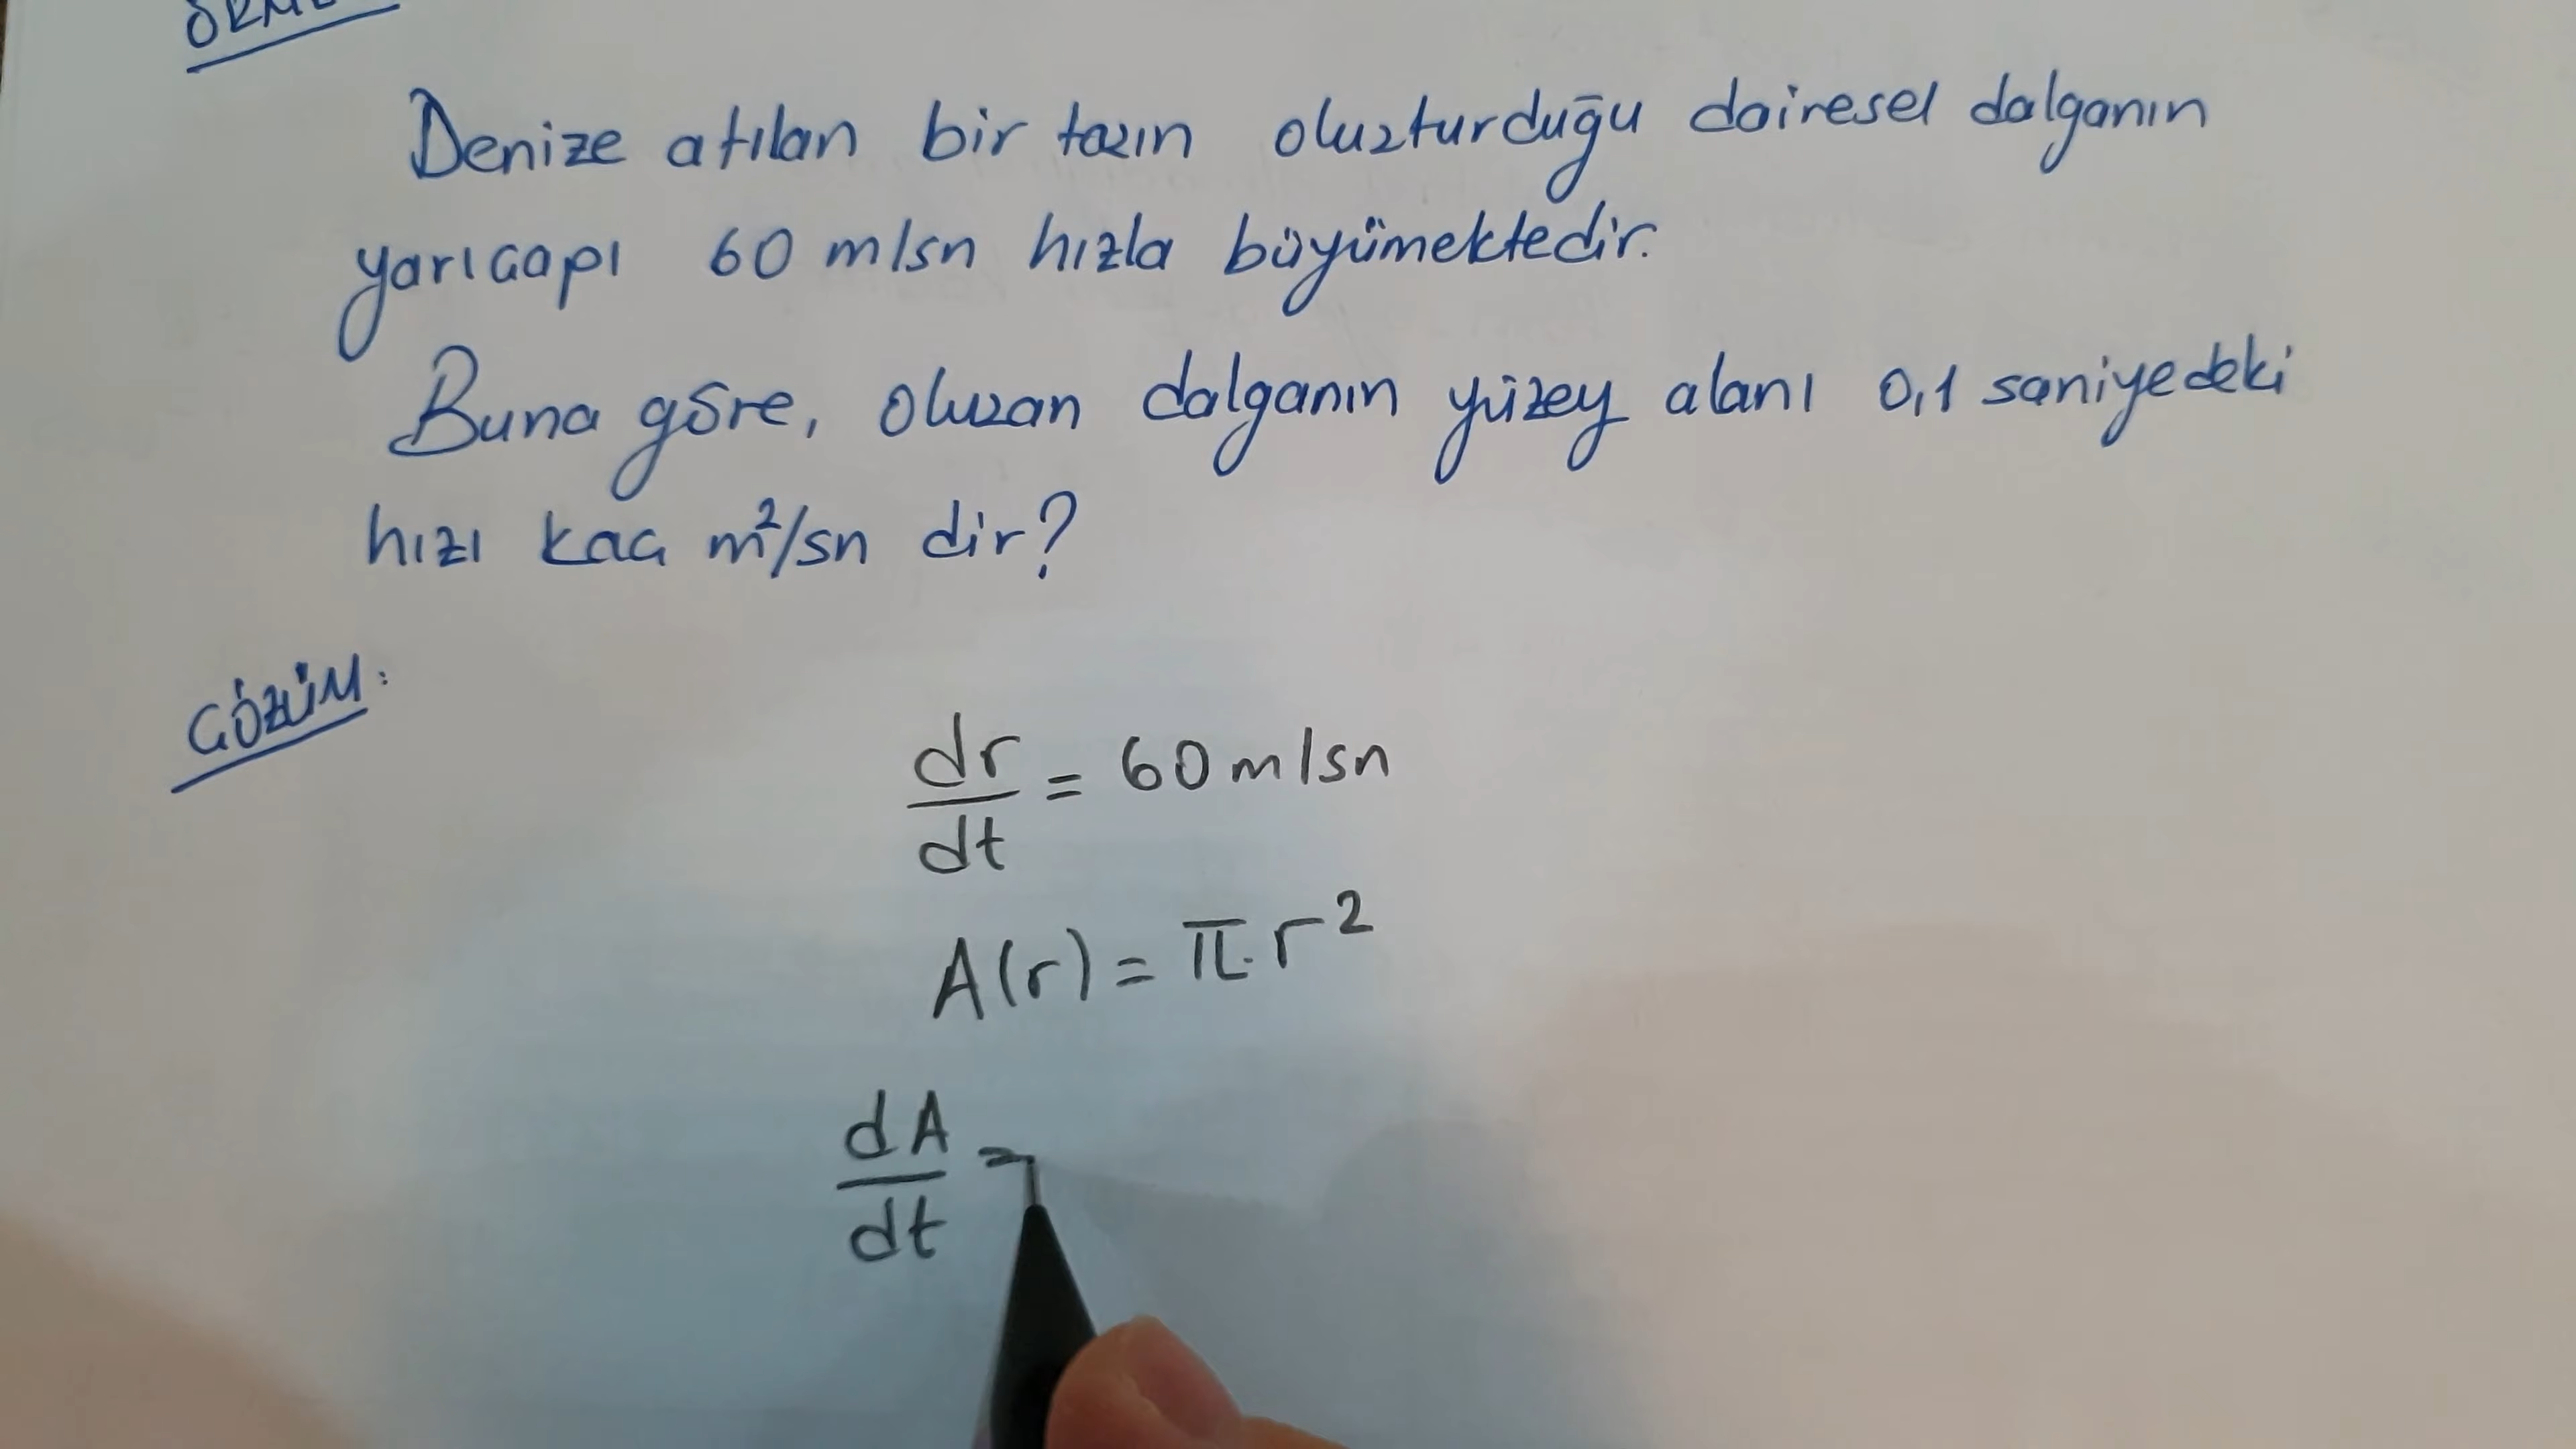 Denize atılan bir taşın oluşturduğu dairesel dalganın
yarıçapı 60 m/sn hızla büyümektedir.
Buna göre, oluşan dalganın yüzey alanı 0,1 saniyedeki
hızı kaç m²/sn dir?
ÇÖZÜM:
dr/dt = 60 m/sn
A(r) = π.r²
dA/dt =